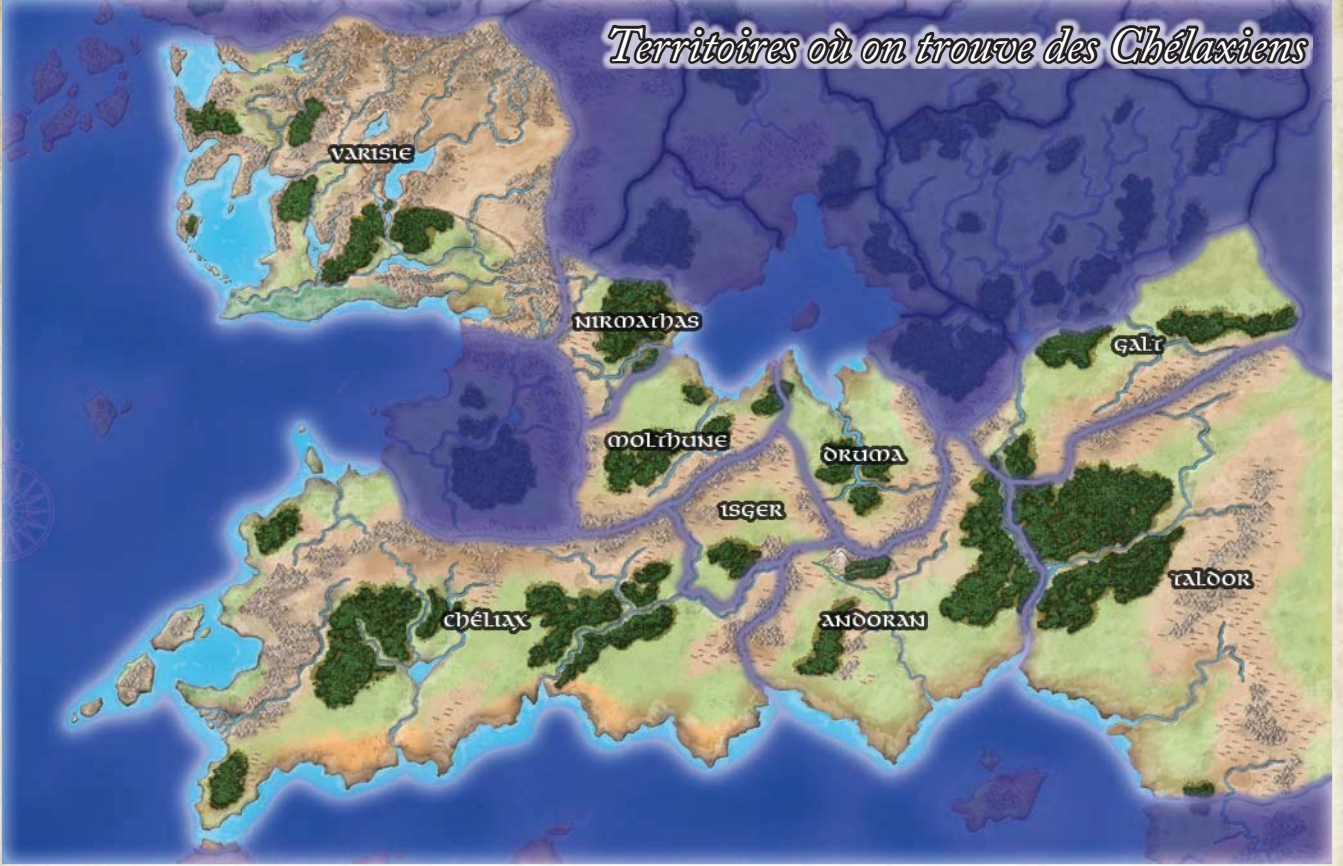 Territoires où on trouve des Chélaxiens
VARISIE
NIRMATHAS
GALT
MOLTHUNE
DRUMA
ISGER
TALDOR
CHÉLIAX
ANDORAN